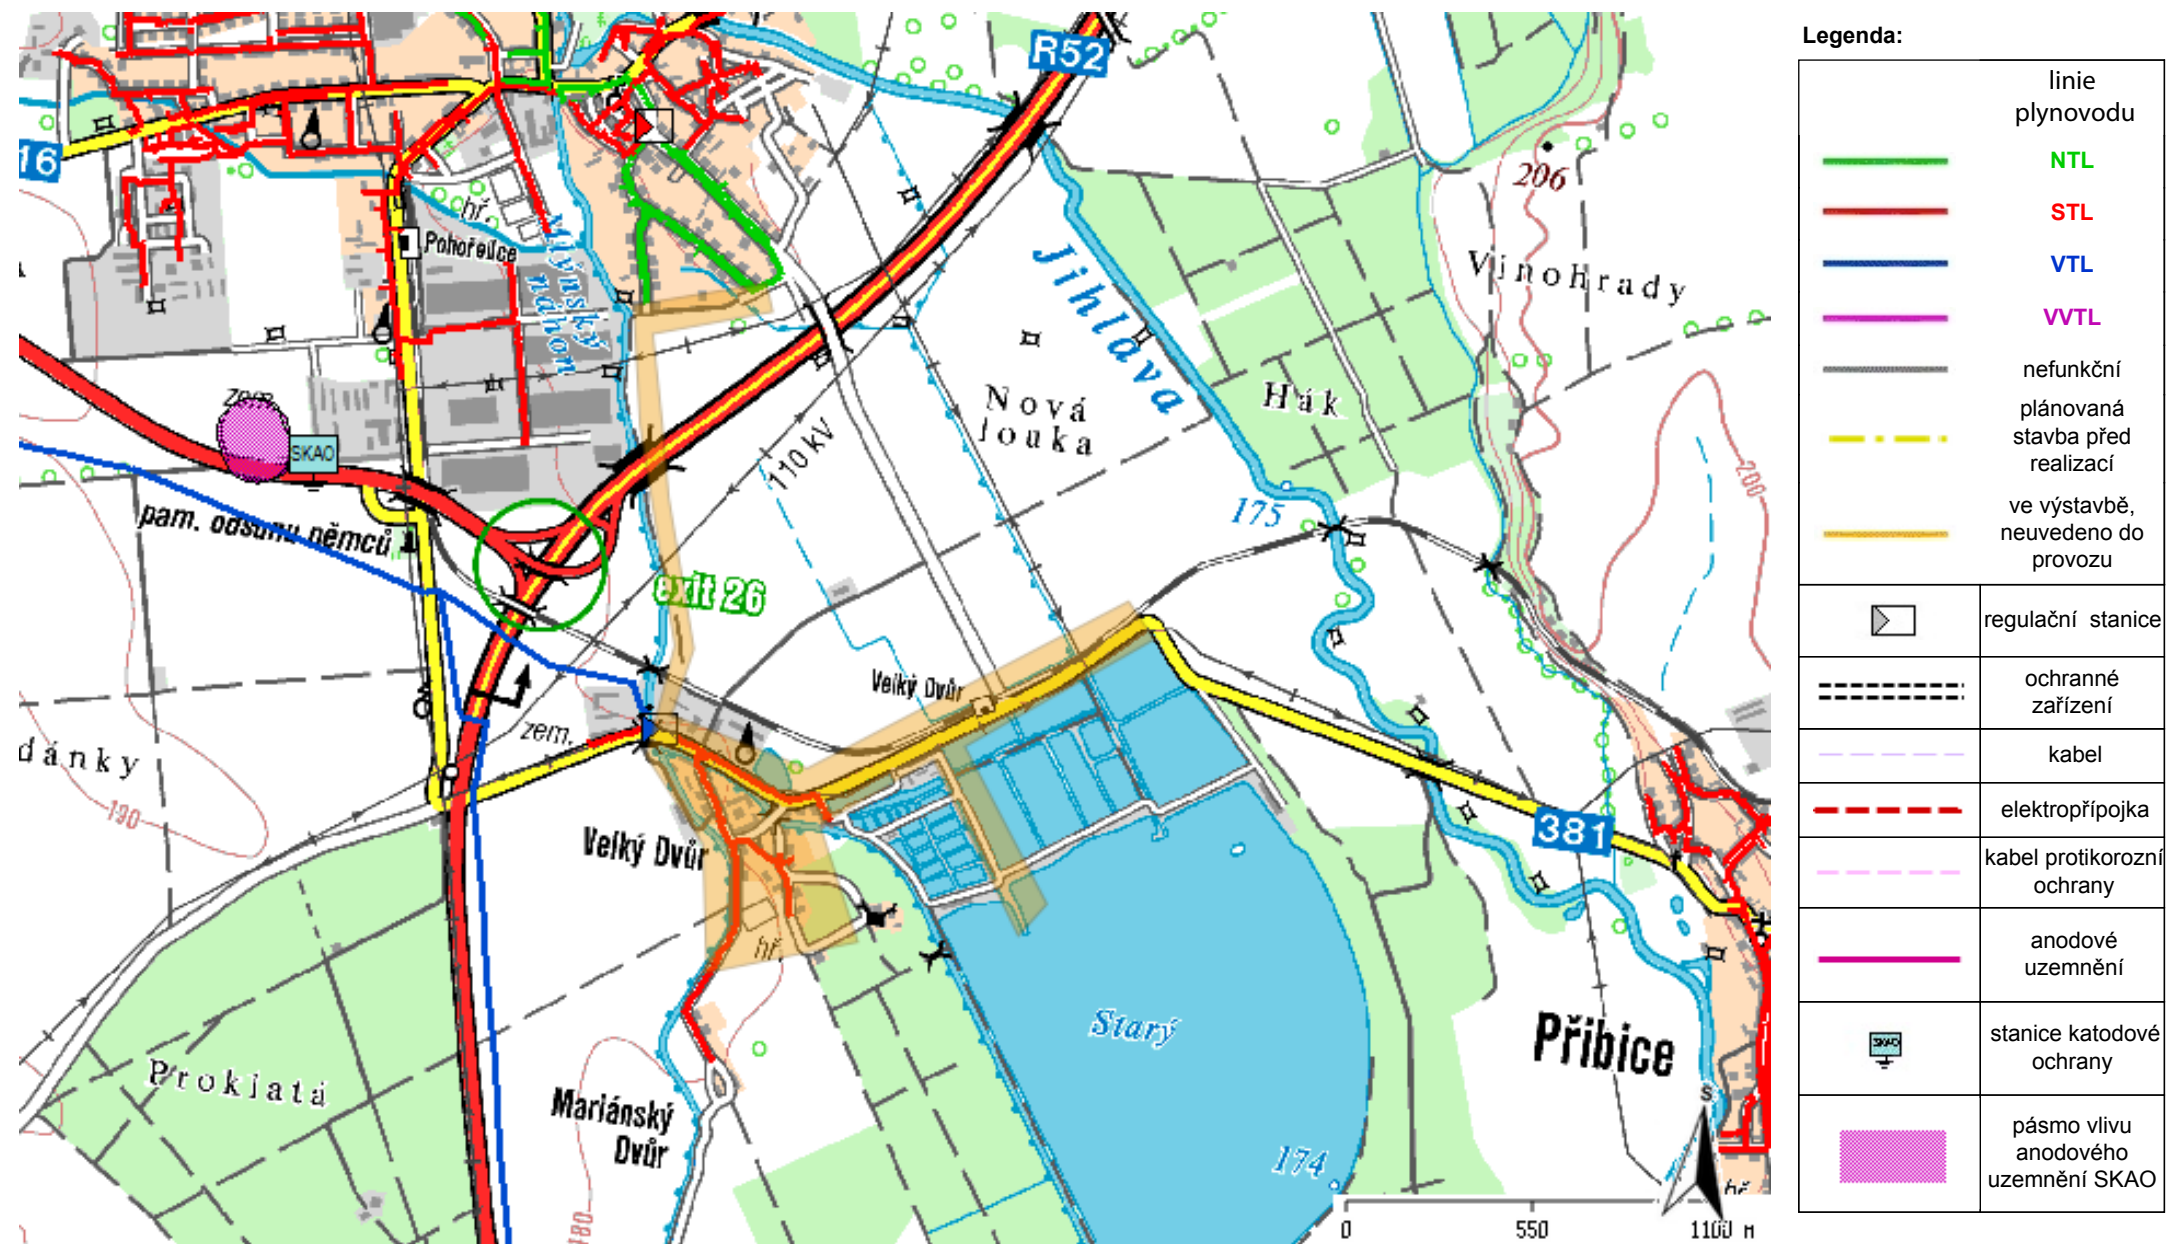 R52
16
206
hř.
Pohořelice
Mlýnský
náhon
Jihlava
Vinohrady
Hák
Nová
louka
110 kV
200
SKAO
175
pam. odsunu němců
exit 26
Velký Dvůr
zem.
dánky
190
381
Velký Dvůr
hř.
Starý
Přibice
Proklatá
Mariánský
Dvůr
174
180
S
hř.
0 550 1100 m
Legenda:
linie
plynovodu
NTL
STL
VTL
VVTL
nefunkční
plánovaná
stavba před
realizací
ve výstavbě,
neuvedeno do
provozu
regulační stanice
ochranné
zařízení
kabel
elektropřípojka
kabel protikorozní
ochrany
anodové
uzemnění
SKAO
stanice katodové
ochrany
pásmo vlivu
anodového
uzemnění SKAO